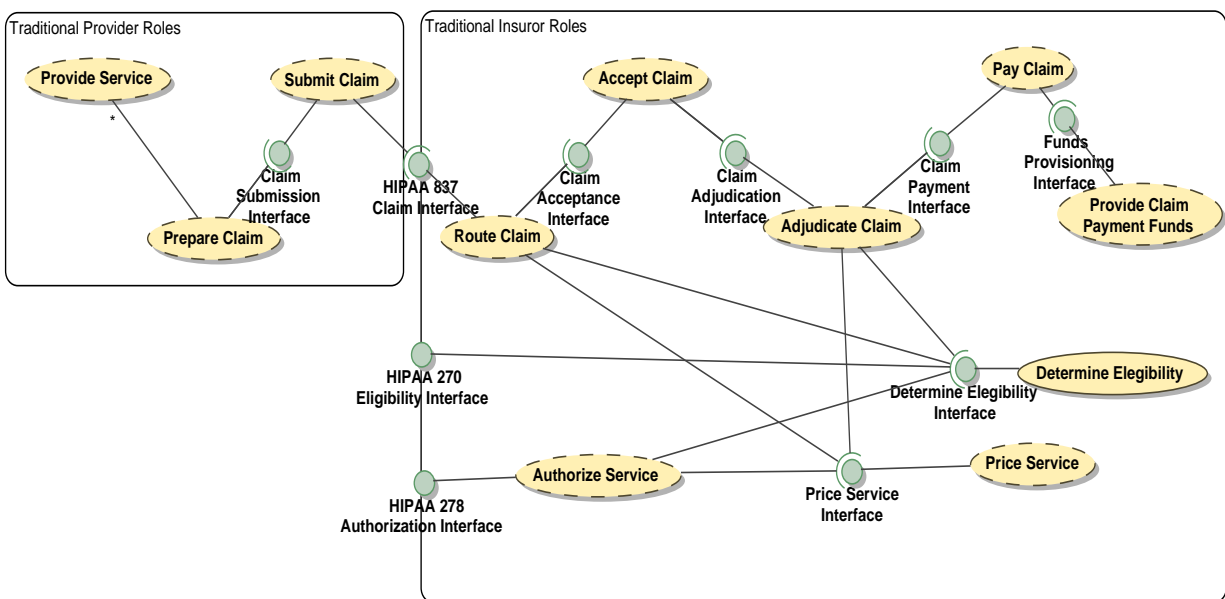 Traditional Provider Roles
Provide Service
*
Submit Claim
Claim
Submission
Interface
Prepare Claim
Traditional Insuror Roles
HIPAA 837
Claim Interface
Route Claim
Claim
Acceptance
Interface
Accept Claim
Claim
Adjudication
Interface
Adjudicate Claim
Claim
Payment
Interface
Pay Claim
Funds
Provisioning
Interface
Provide Claim
Payment Funds
HIPAA 270
Eligibility Interface
Determine Elegibility
Interface
Determine Elegibility
HIPAA 278
Authorization Interface
Authorize Service
Price Service
Interface
Price Service